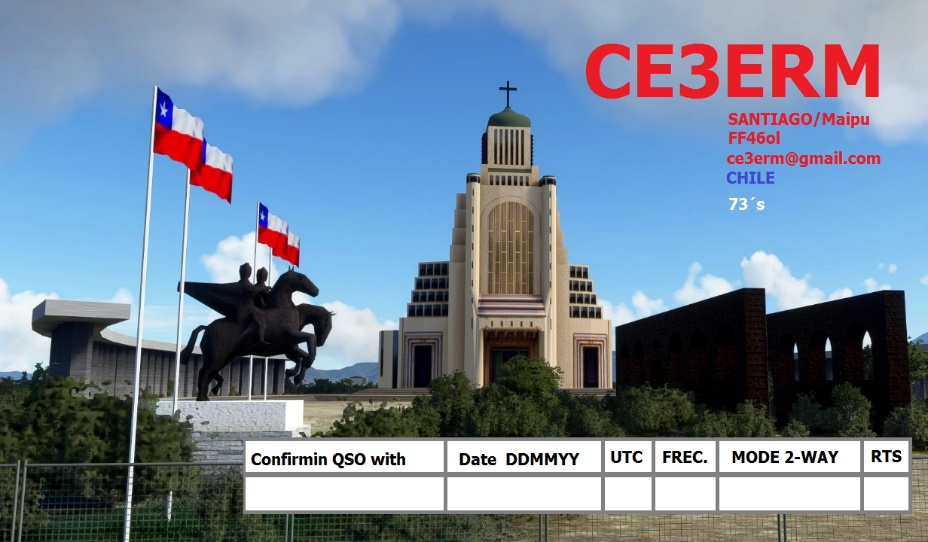 CE3ERM
SANTIAGO/Maipu
FF46ol
ce3erm@gmail.com
CHILE
73´s
Confirmin QSO with Date DDMMYY UTC FREC. MODE 2-WAY RTS